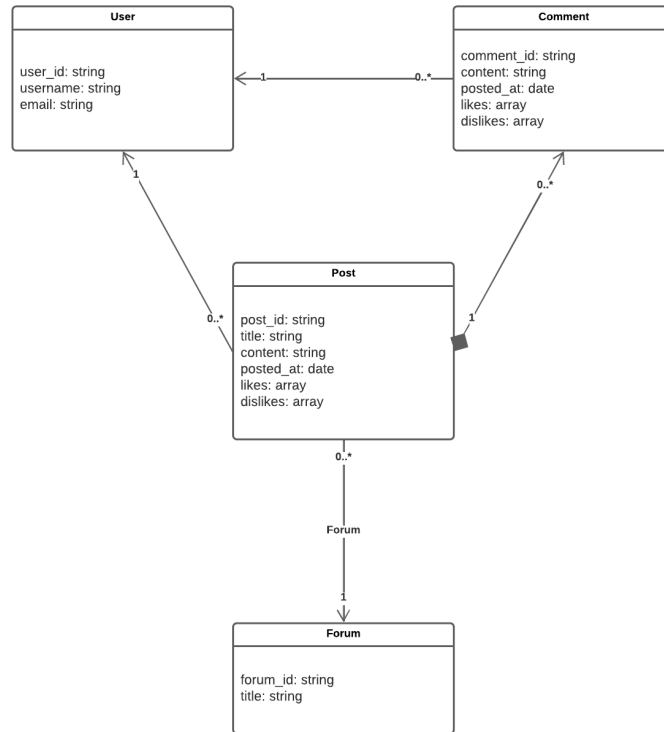 User
user_id: string
username: string
email: string
Comment
comment_id: string
content: string
posted_at: date
likes: array
dislikes: array
1
0..*
1
0..*
0..*
1
Post
post_id: string
title: string
content: string
posted_at: date
likes: array
dislikes: array
0..*
Forum
1
Forum
forum_id: string
title: string